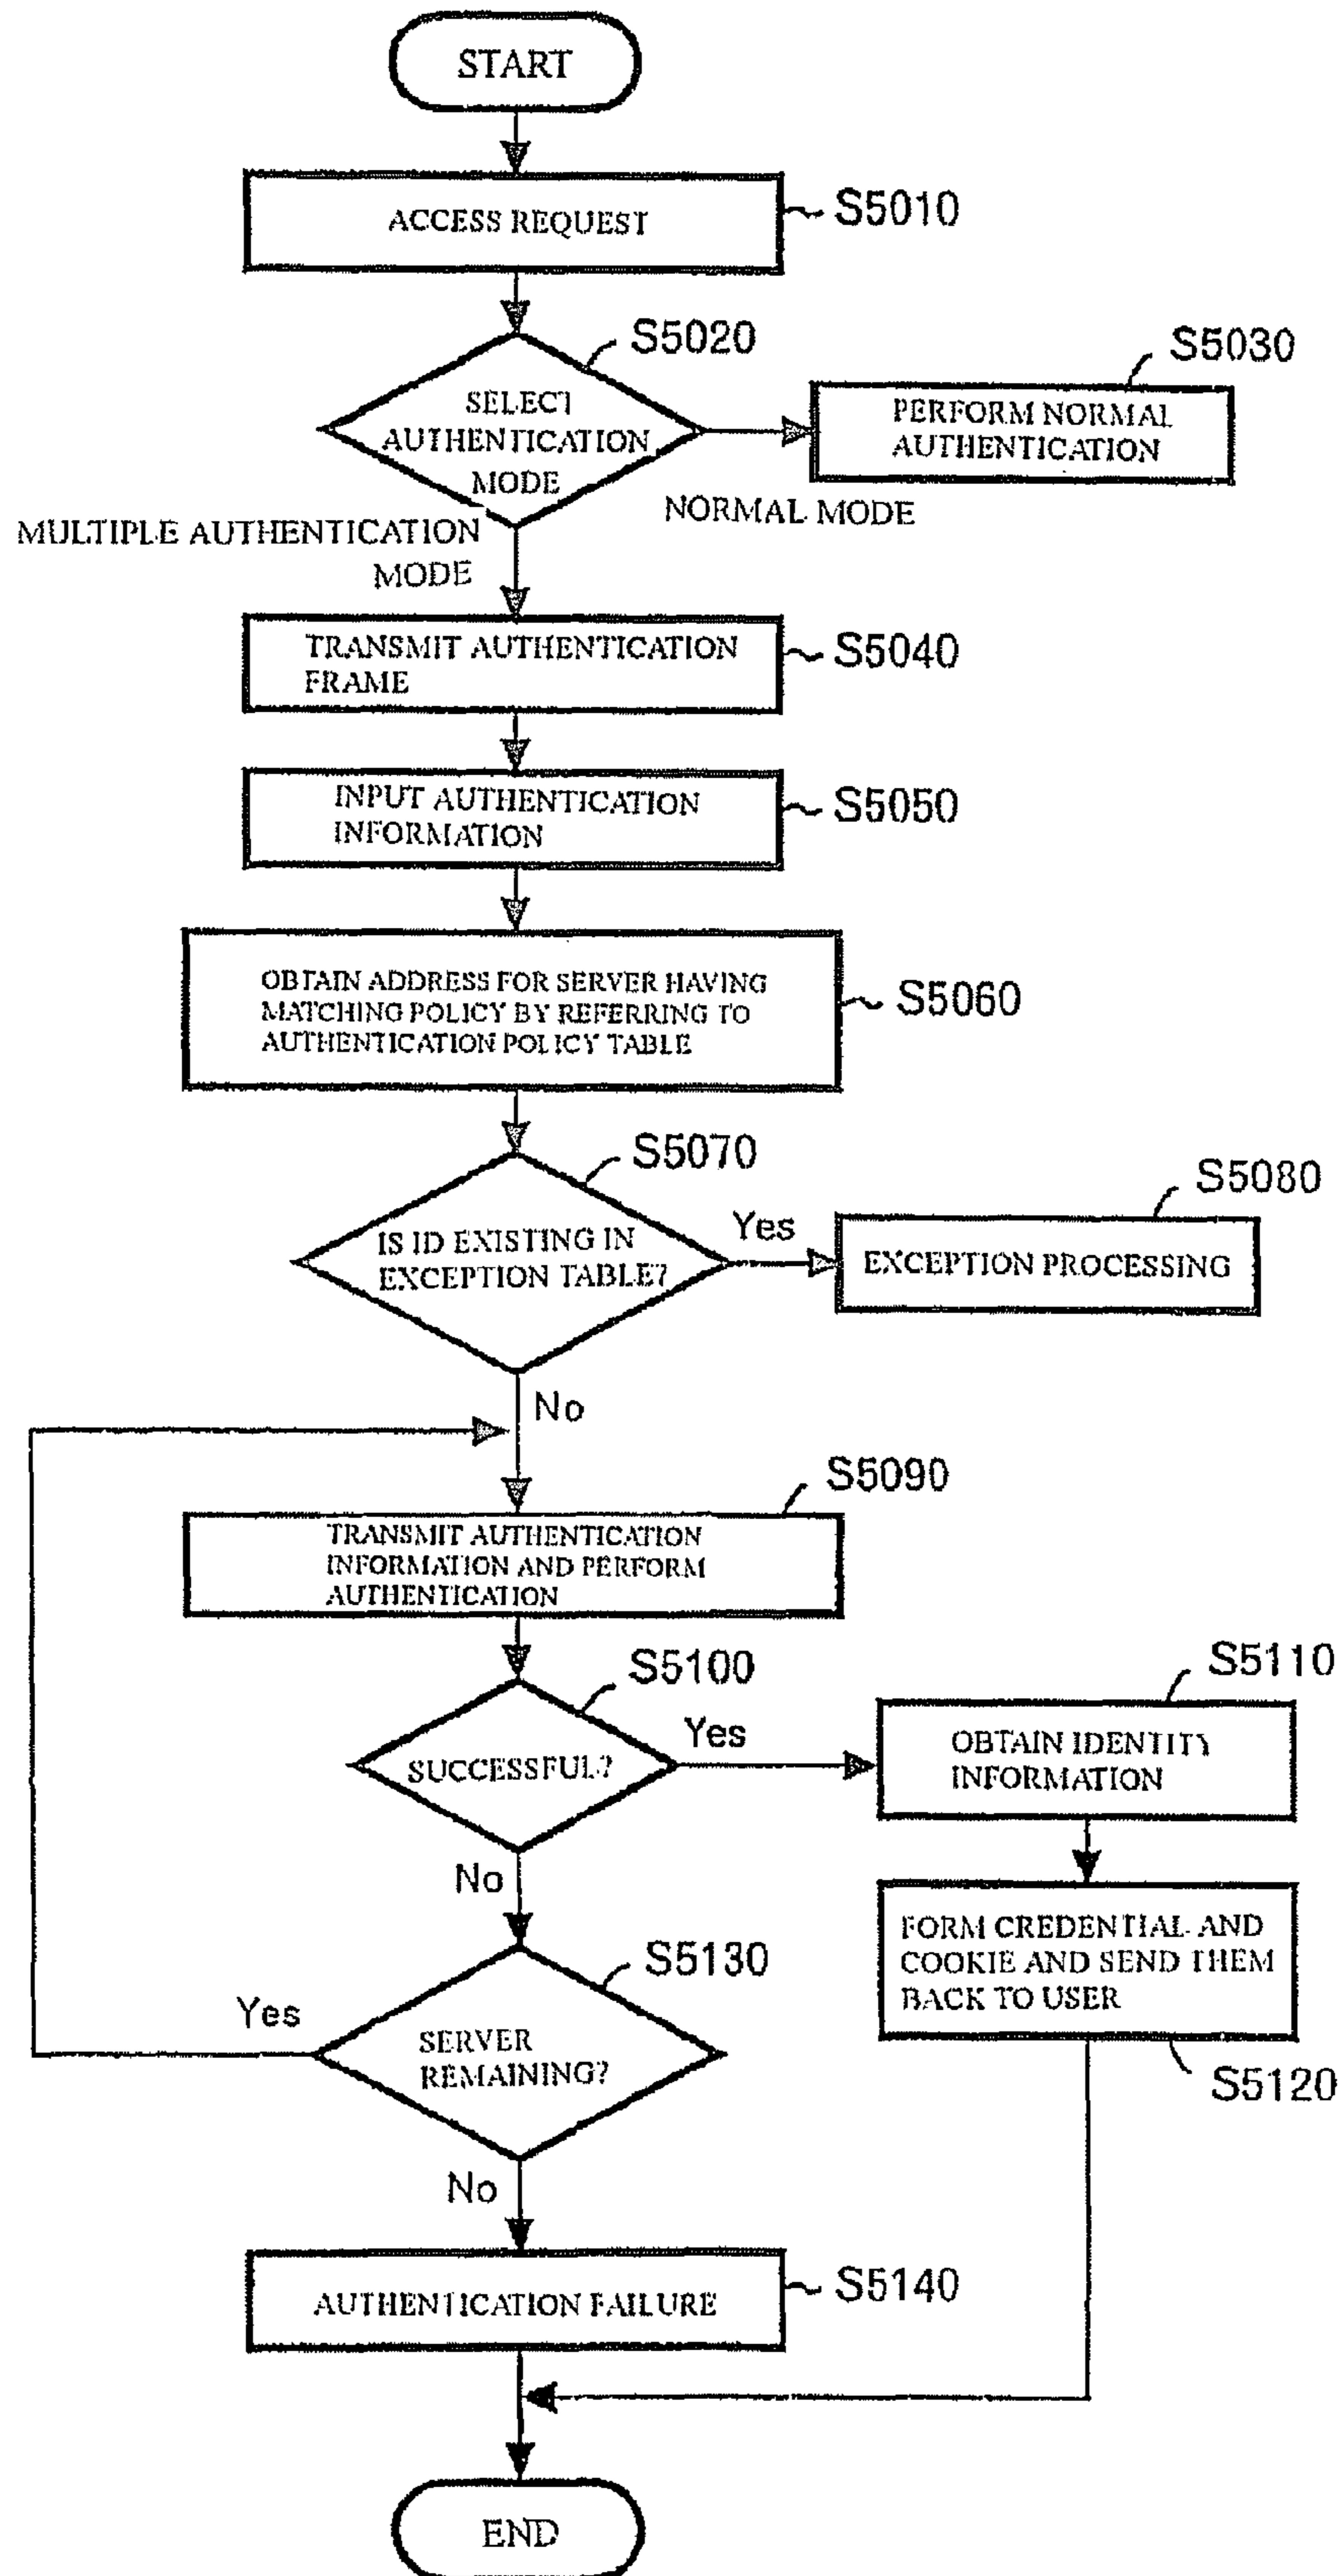 START
ACCESS REQUEST
S5010
S5020
SELECT
AUTHENTICATION
MODE
S5030
PERFORM NORMAL
AUTHENTICATION
NORMAL MODE
MULTIPLE AUTHENTICATION
MODE
TRANSMIT AUTHENTICATION
FRAME
S5040
INPUT AUTHENTICATION
INFORMATION
S5050
OBTAIN ADDRESS FOR SERVER HAVING
MATCHING POLICY BY REFERRING TO
AUTHENTICATION POLICY TABLE
S5060
S5070
IS ID EXISTING IN
EXCEPTION TABLE?
Yes
S5080
EXCEPTION PROCESSING
No
S5090
TRANSMIT AUTHENTICATION
INFORMATION AND PERFORM
AUTHENTICATION
S5100
SUCCESSFUL?
Yes
S5110
OBTAIN IDENTITY
INFORMATION
No
FORM CREDENTIAL AND
COOKIE AND SEND THEM
BACK TO USER
S5120
S5130
SERVER
REMAINING?
Yes
No
AUTHENTICATION FAILURE
S5140
END